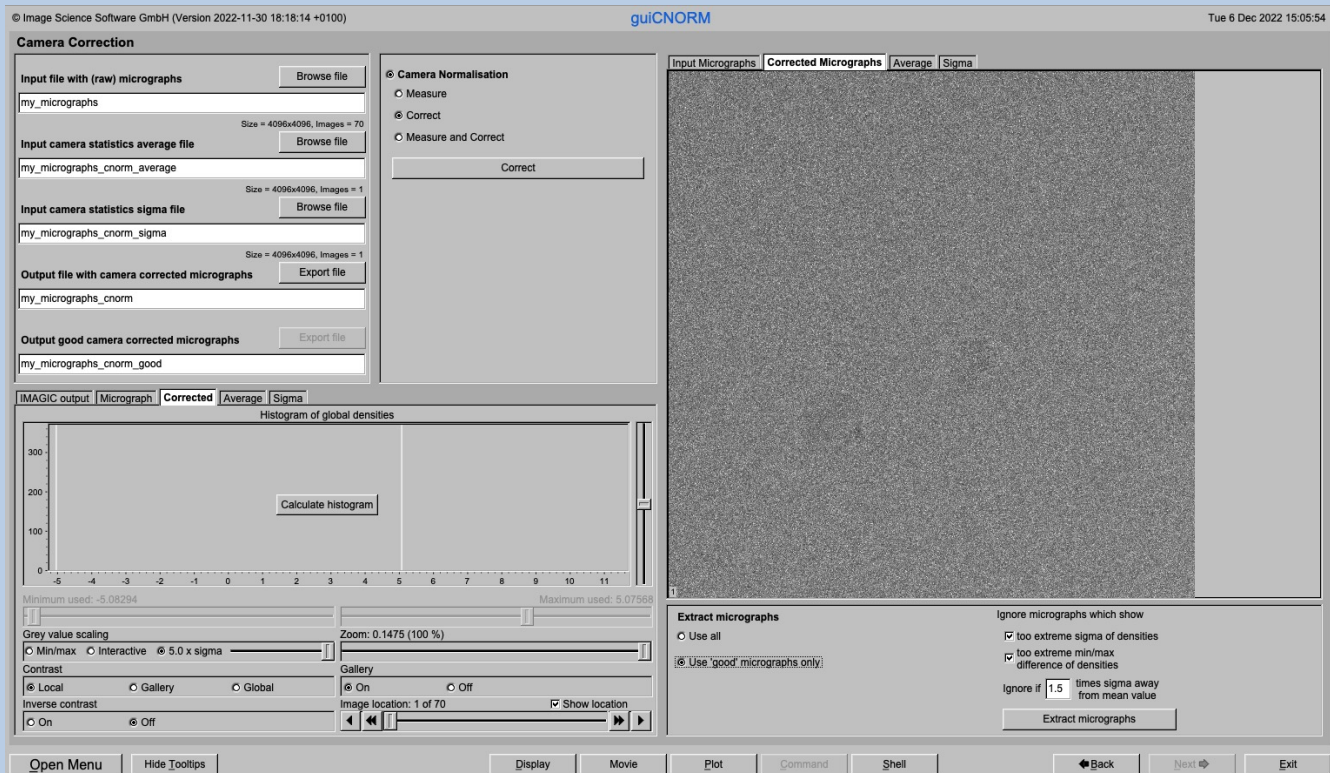 © Image Science Software GmbH (Version 2022-11-30 18:18:14 +0100)
guiCNORM
Tue 6 Dec 2022 15:05:54
Camera Correction
Input file with (raw) micrographs
Browse file
my_micrographs
Size = 4096x4096, Images = 70
Input camera statistics average file
Browse file
my_micrographs_cnorm_average
Size = 4096x4096, Images = 1
Input camera statistics sigma file
Browse file
my_micrographs_cnorm_sigma
Size = 4096x4096, Images = 1
Output file with camera corrected micrographs
Export file
my_micrographs_cnorm
Output good camera corrected micrographs
Export file
my_micrographs_cnorm_good
Camera Normalisation
Measure
Correct
Measure and Correct
Correct
Input Micrographs
Corrected Micrographs
Average
Sigma
1
IMAGIC output
Micrograph
Corrected
Average
Sigma
Histogram of global densities
300
200
100
0
Calculate histogram
-5 -4 -3 -2 -1 0 1 2 3 4 5 6 7 8 9 10 11
Minimum used: -5.08294
Maximum used: 5.07568
Grey value scaling
Min/max
Interactive
5.0 x sigma
Zoom: 0.1475 (100 %)
Contrast
Local
Gallery
Global
Gallery
On
Off
Inverse contrast
On
Off
Image location: 1 of 70
Show location
Extract micrographs
Use all
Use 'good' micrographs only
Ignore micrographs which show
too extreme sigma of densities
too extreme min/max
difference of densities
Ignore if 1.5 times sigma away
from mean value
Extract micrographs
Open Menu
Hide Tooltips
Display
Movie
Plot
Command
Shell
Back
Next
Exit